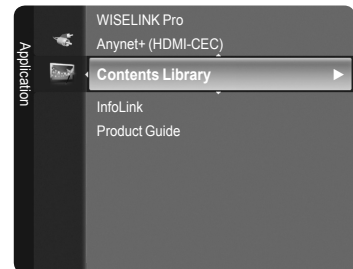 Application
WISELINK Pro
Anynet+ (HDMI-CEC)
Contents Library
InfoLink
Product Guide